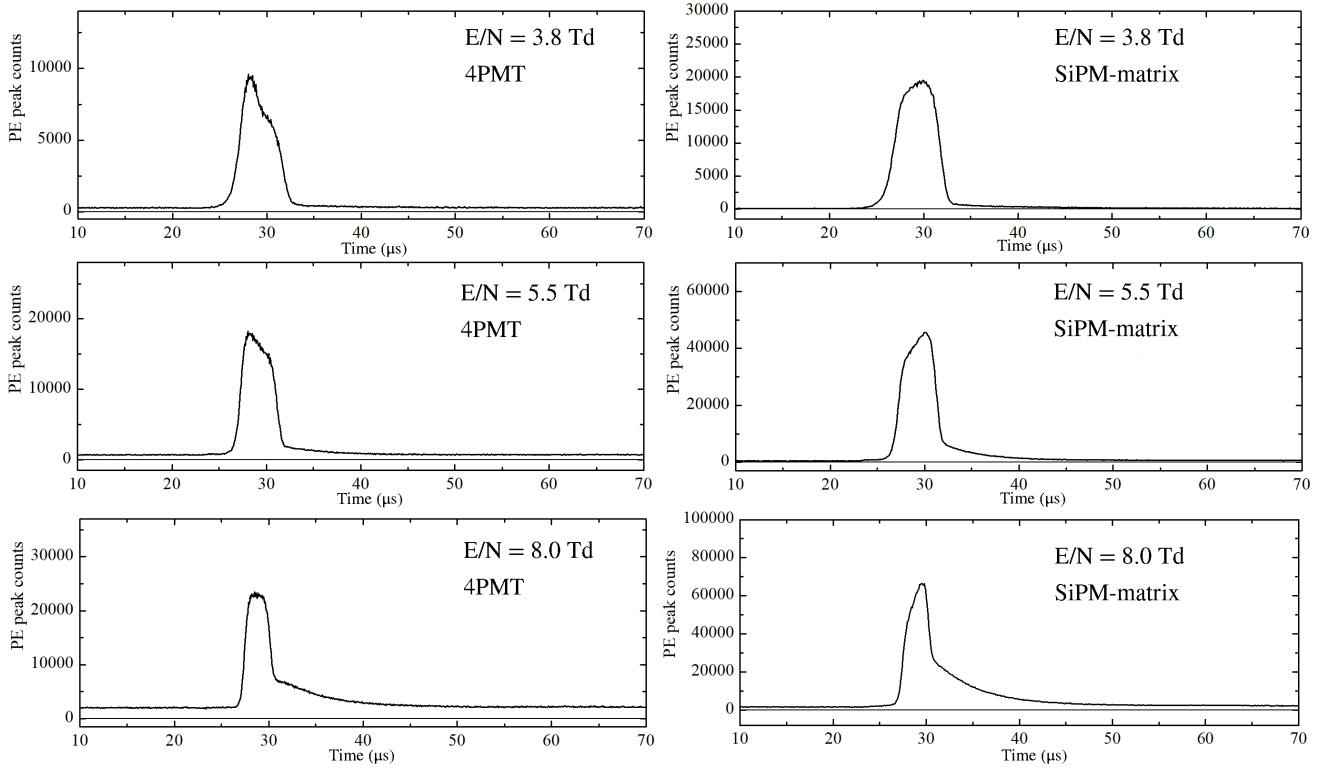 PE peak counts
10000
5000
0
E/N = 3.8 Td
4PMT
10 20 30 40 50 60 70
Time (μs)
PE peak counts
30000
25000
20000
15000
10000
5000
0
E/N = 3.8 Td
SiPM-matrix
10 20 30 40 50 60 70
Time (μs)
PE peak counts
20000
10000
0
E/N = 5.5 Td
4PMT
10 20 30 40 50 60 70
Time (μs)
PE peak counts
60000
40000
20000
0
E/N = 5.5 Td
SiPM-matrix
10 20 30 40 50 60 70
Time (μs)
PE peak counts
30000
20000
10000
0
E/N = 8.0 Td
4PMT
10 20 30 40 50 60 70
Time (μs)
PE peak counts
100000
80000
60000
40000
20000
0
E/N = 8.0 Td
SiPM-matrix
10 20 30 40 50 60 70
Time (μs)